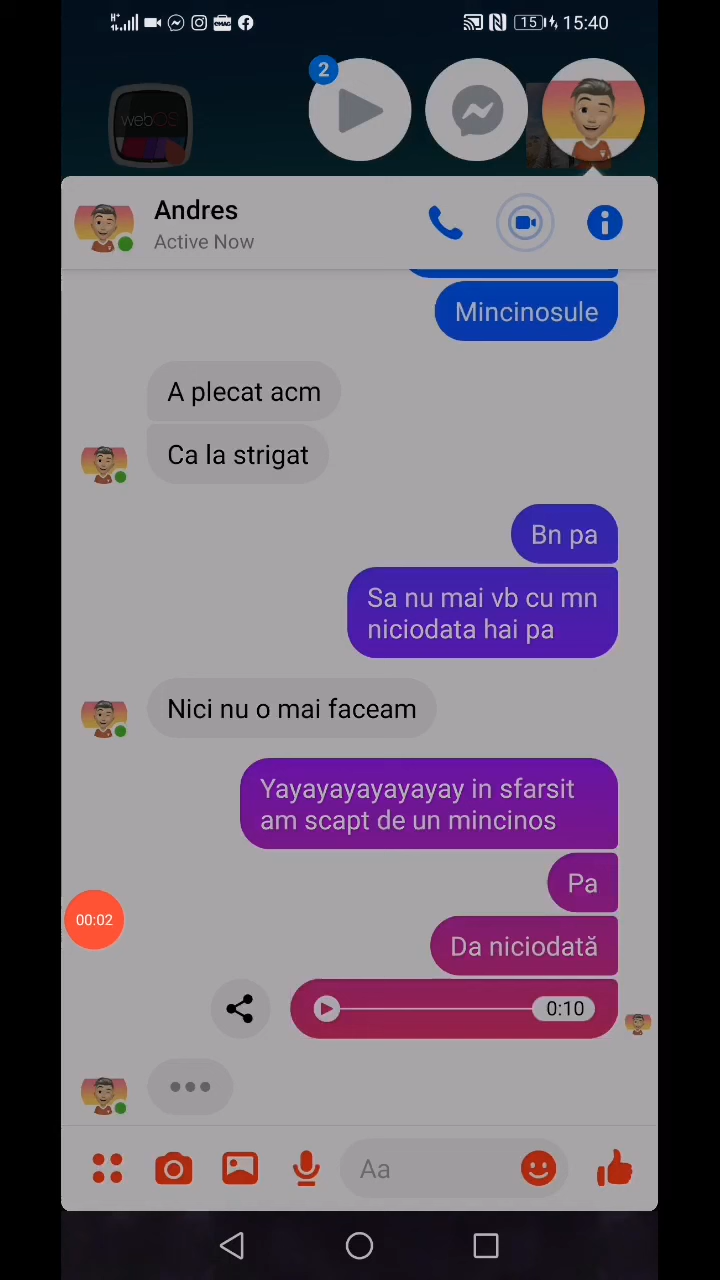 H+
15
15:40
webOS
2
Andres
Active Now
Mincinosule
A plecat acm
Ca la strigat
Bn pa
Sa nu mai vb cu mn
niciodata hai pa
Nici nu o mai faceam
Yayayayayayayay in sfarsit
am scapt de un mincinos
Pa
00:02
Da niciodată
0:10
Aa